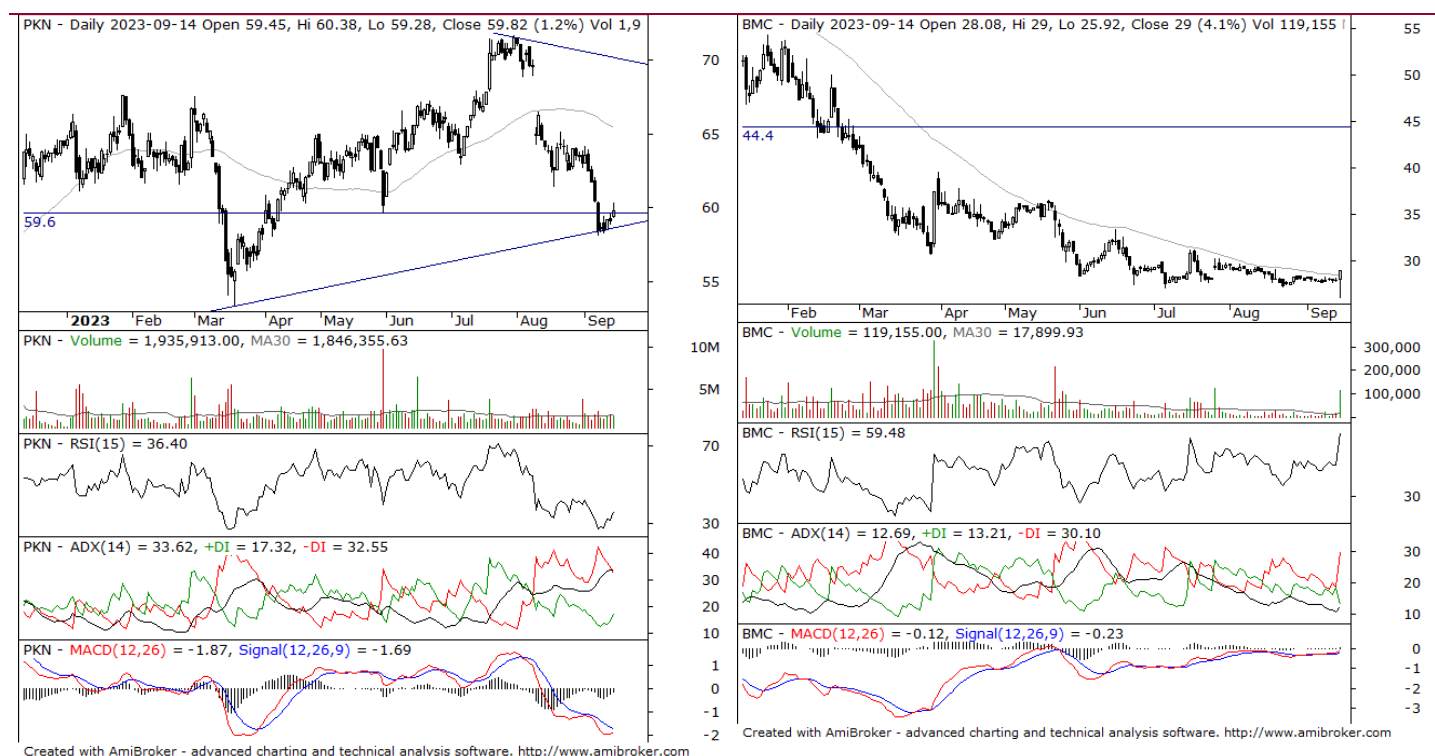 PKN - Daily 2023-09-14 Open 59.45, Hi 60.38, Lo 59.28, Close 59.82 (1.2%) Vol 1,9
70
65
60
55
59.6
2023 Feb Mar Apr May Jun Jul Aug Sep
PKN - Volume = 1,935,913.00, MA30 = 1,846,355.63
10M
5M
PKN - RSI(15) = 36.40
70
30
PKN - ADX(14) = 33.62, +DI = 17.32, -DI = 32.55
40
30
20
10
PKN - MACD(12,26) = -1.87, Signal(12,26,9) = -1.69
1
0
-1
-2
Created with AmiBroker - advanced charting and technical analysis software. http://www.amibroker.com
BMC - Daily 2023-09-14 Open 28.08, Hi 29, Lo 25.92, Close 29 (4.1%) Vol 119,155
55
50
45
40
35
30
44.4
Feb Mar Apr May Jun Jul Aug Sep
BMC - Volume = 119,155.00, MA30 = 17,899.93
300,000
200,000
100,000
BMC - RSI(15) = 59.48
30
BMC - ADX(14) = 12.69, +DI = 13.21, -DI = 30.10
30
20
10
BMC - MACD(12,26) = -0.12, Signal(12,26,9) = -0.23
0
-1
-2
-3
Created with AmiBroker - advanced charting and technical analysis software. http://www.amibroker.com